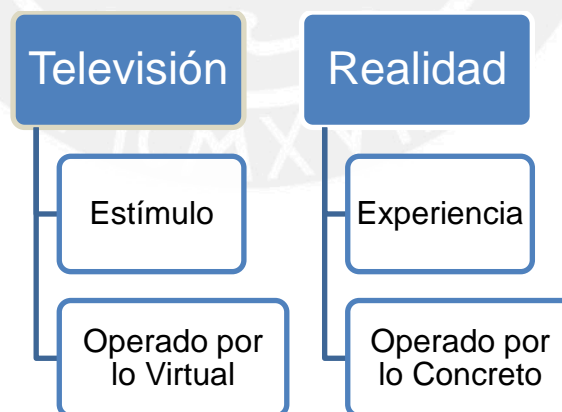 Televisión
Realidad
Estímulo
Experiencia
Operado por
lo Virtual
Operado por
lo Concreto